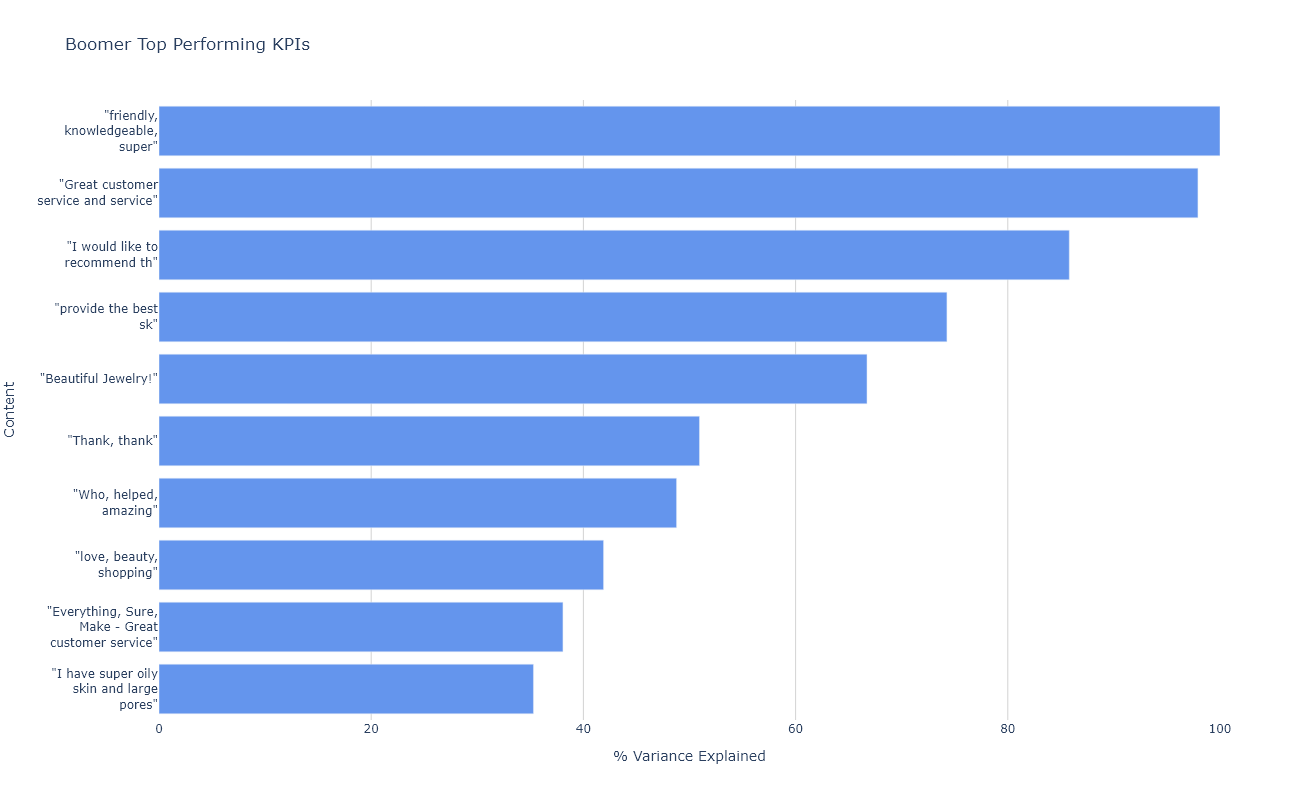 Boomer Top Performing KPIs
"friendly,
knowledgeable,
super"
"Great customer
service and service"
"I would like to
recommend th"
"provide the best
sk"
"Beautiful Jewelry!"
"Thank, thank"
"Who, helped,
amazing"
"love, beauty,
shopping"
"Everything, Sure,
Make - Great
customer service"
"I have super oily
skin and large
pores"
Content
0 20 40 60 80 100
% Variance Explained